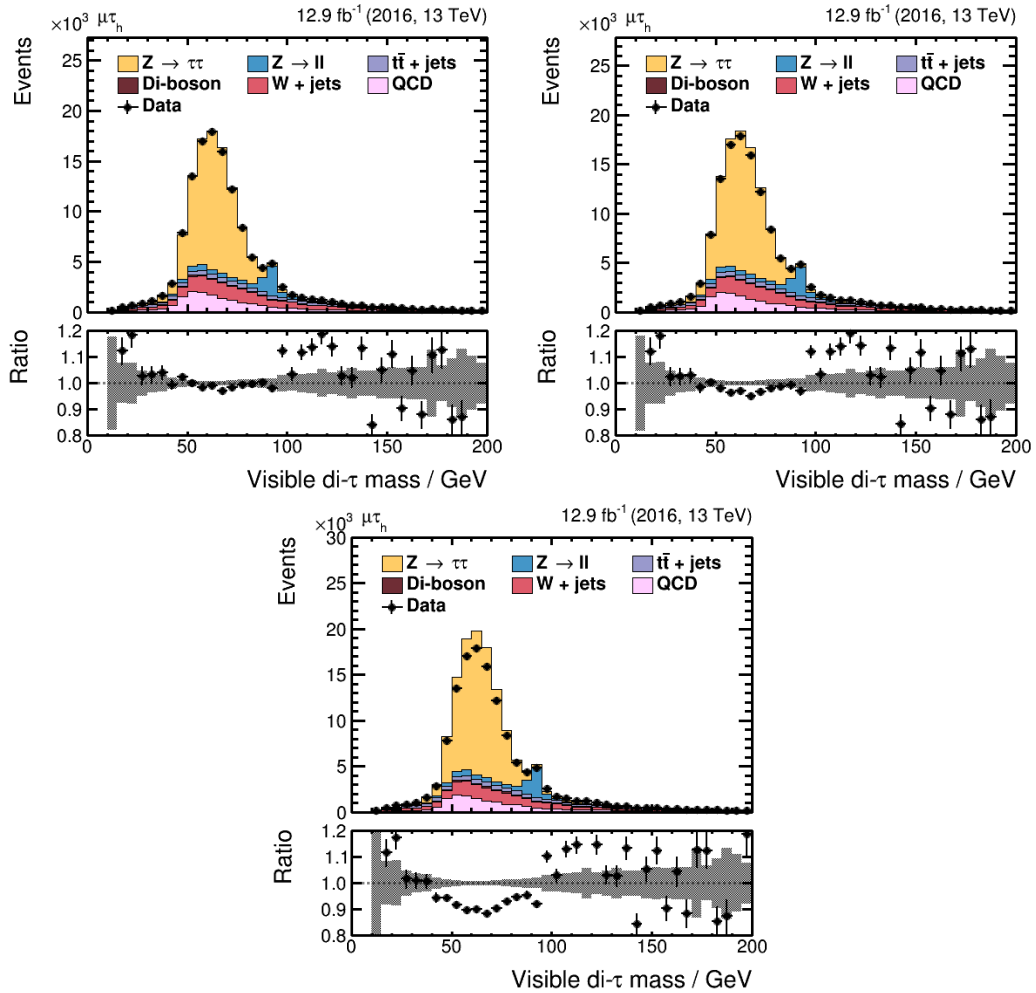 ×10³ μτₕ 12.9 fb⁻¹ (2016, 13 TeV)
Events
25
20
15
10
5
0
Z → ττ Z → ll tt̄ + jets
Di-boson W + jets QCD
Data
Ratio
1.2
1.1
1.0
0.9
0.8
0 50 100 150 200
Visible di-τ mass / GeV
×10³ μτₕ 12.9 fb⁻¹ (2016, 13 TeV)
Events
25
20
15
10
5
0
Z → ττ Z → ll tt̄ + jets
Di-boson W + jets QCD
Data
Ratio
1.2
1.1
1.0
0.9
0.8
0 50 100 150 200
Visible di-τ mass / GeV
×10³ μτₕ 12.9 fb⁻¹ (2016, 13 TeV)
Events
30
25
20
15
10
5
0
Z → ττ Z → ll tt̄ + jets
Di-boson W + jets QCD
Data
Ratio
1.2
1.1
1.0
0.9
0.8
0 50 100 150 200
Visible di-τ mass / GeV